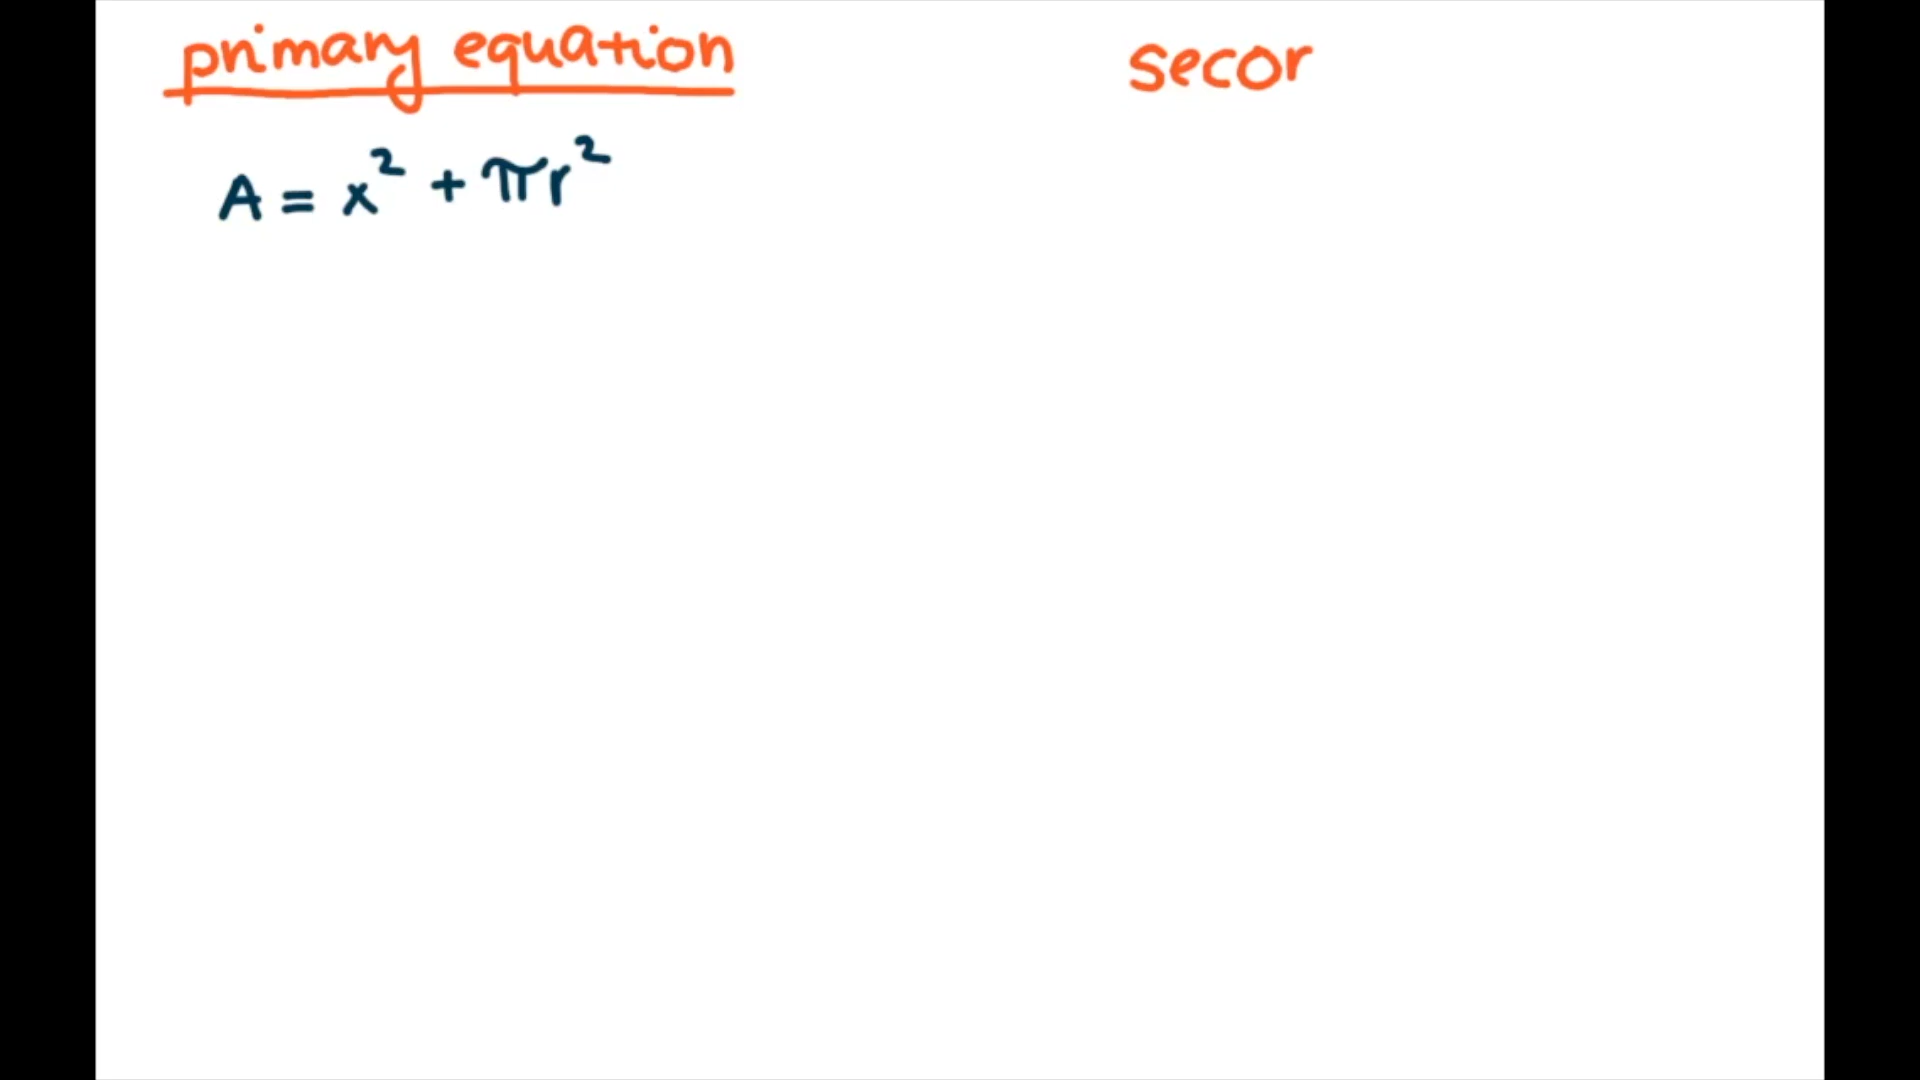 primary equation
secor
A = x² + πr²